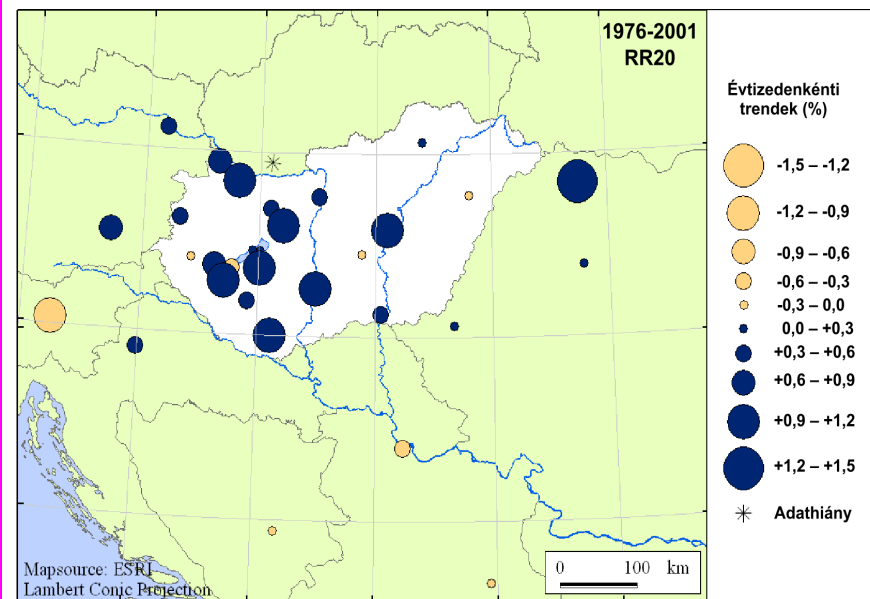 1976-2001
RR20
Évtizedenkénti
trendek (%)
-1,5 – -1,2
-1,2 – -0,9
-0,9 – -0,6
-0,6 – -0,3
-0,3 – 0,0
0,0 – +0,3
+0,3 – +0,6
+0,6 – +0,9
+0,9 – +1,2
+1,2 – +1,5
Adathiány
Mapsource: ESRI
Lambert Conic Projection
0 100 km